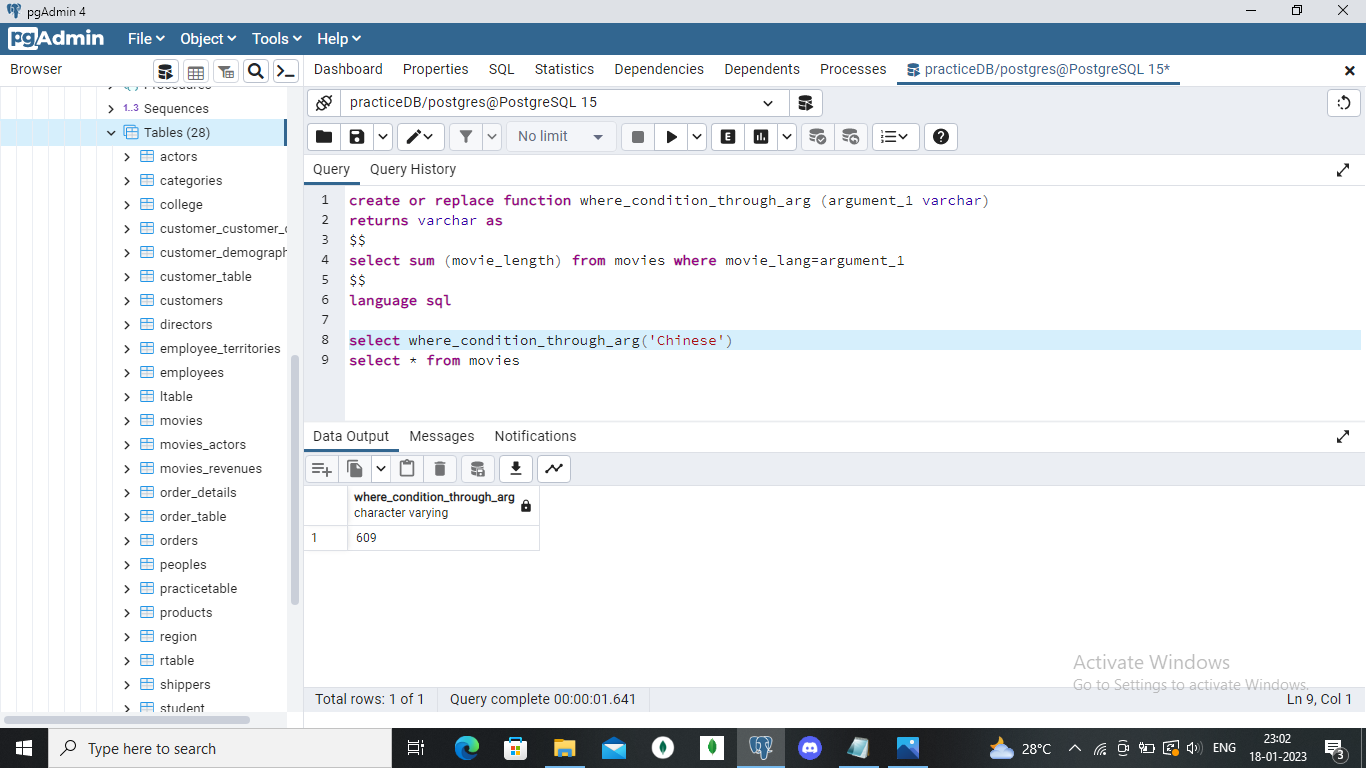 pgAdmin 4
pgAdmin File Object Tools Help
Browser
Dashboard Properties SQL Statistics Dependencies Dependents Processes practiceDB/postgres@PostgreSQL 15*
Procedures
1..3 Sequences
Tables (28)
actors
categories
college
customer_customer_
customer_demograph
customer_table
customers
directors
employee_territories
employees
ltable
movies
movies_actors
movies_revenues
order_details
order_table
orders
peoples
practicetable
products
region
rtable
shippers
student
practiceDB/postgres@PostgreSQL 15
No limit
E
Query Query History
1 create or replace function where_condition_through_arg (argument_1 varchar)
2 returns varchar as
3 $$
4 select sum (movie_length) from movies where movie_lang=argument_1
5 $$
6 language sql
7
8 select where_condition_through_arg('Chinese')
9 select * from movies
Data Output Messages Notifications
where_condition_through_arg
character varying
1 609
Activate Windows
Go to Settings to activate Windows.
Total rows: 1 of 1 Query complete 00:00:01.641 Ln 9, Col 1
Type here to search
28°C ENG
23:02
18-01-2023
3